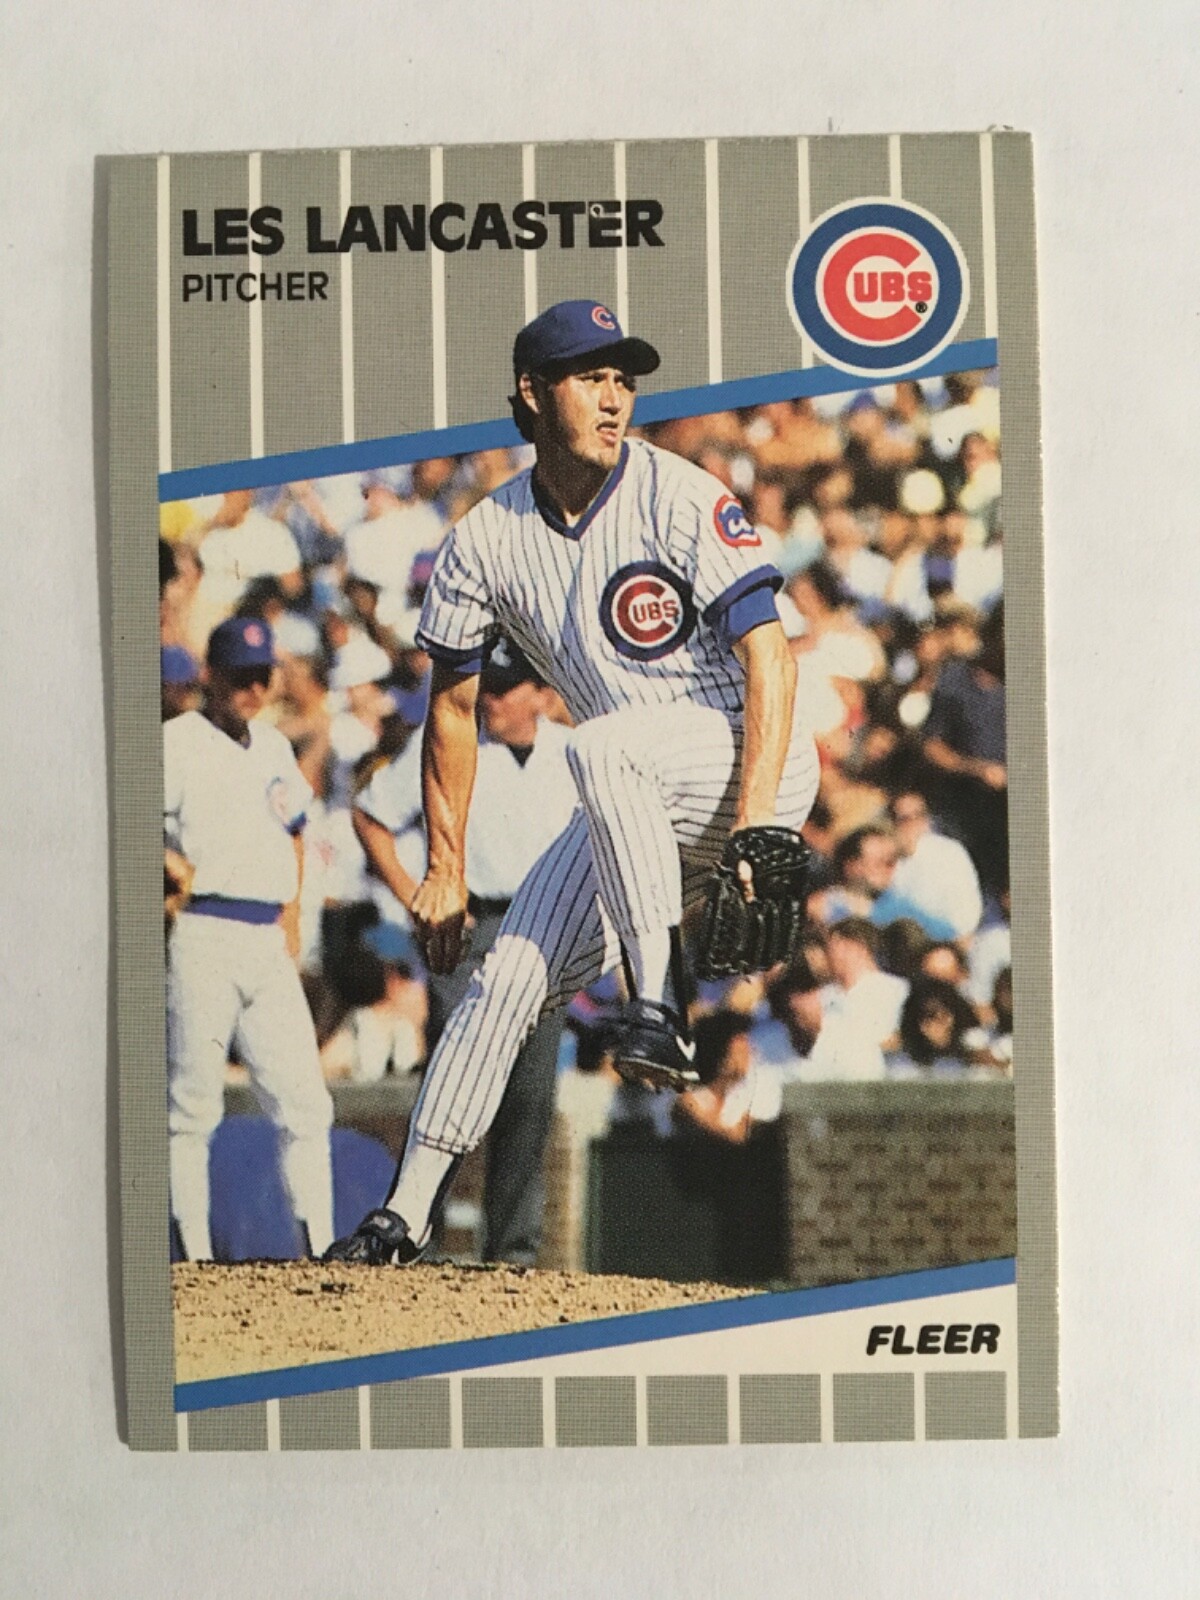 LES LANCASTER
PITCHER
CUBS®
CUBS
FLEER